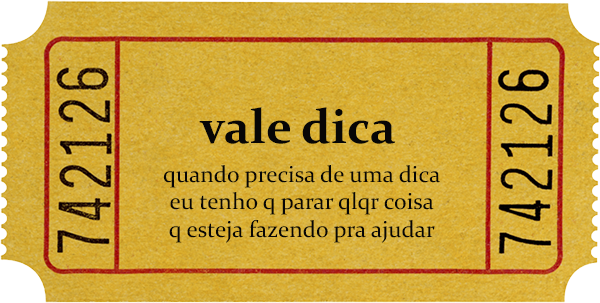 742126
vale dica
quando precisa de uma dica
eu tenho q parar qlqr coisa
q esteja fazendo pra ajudar
742126